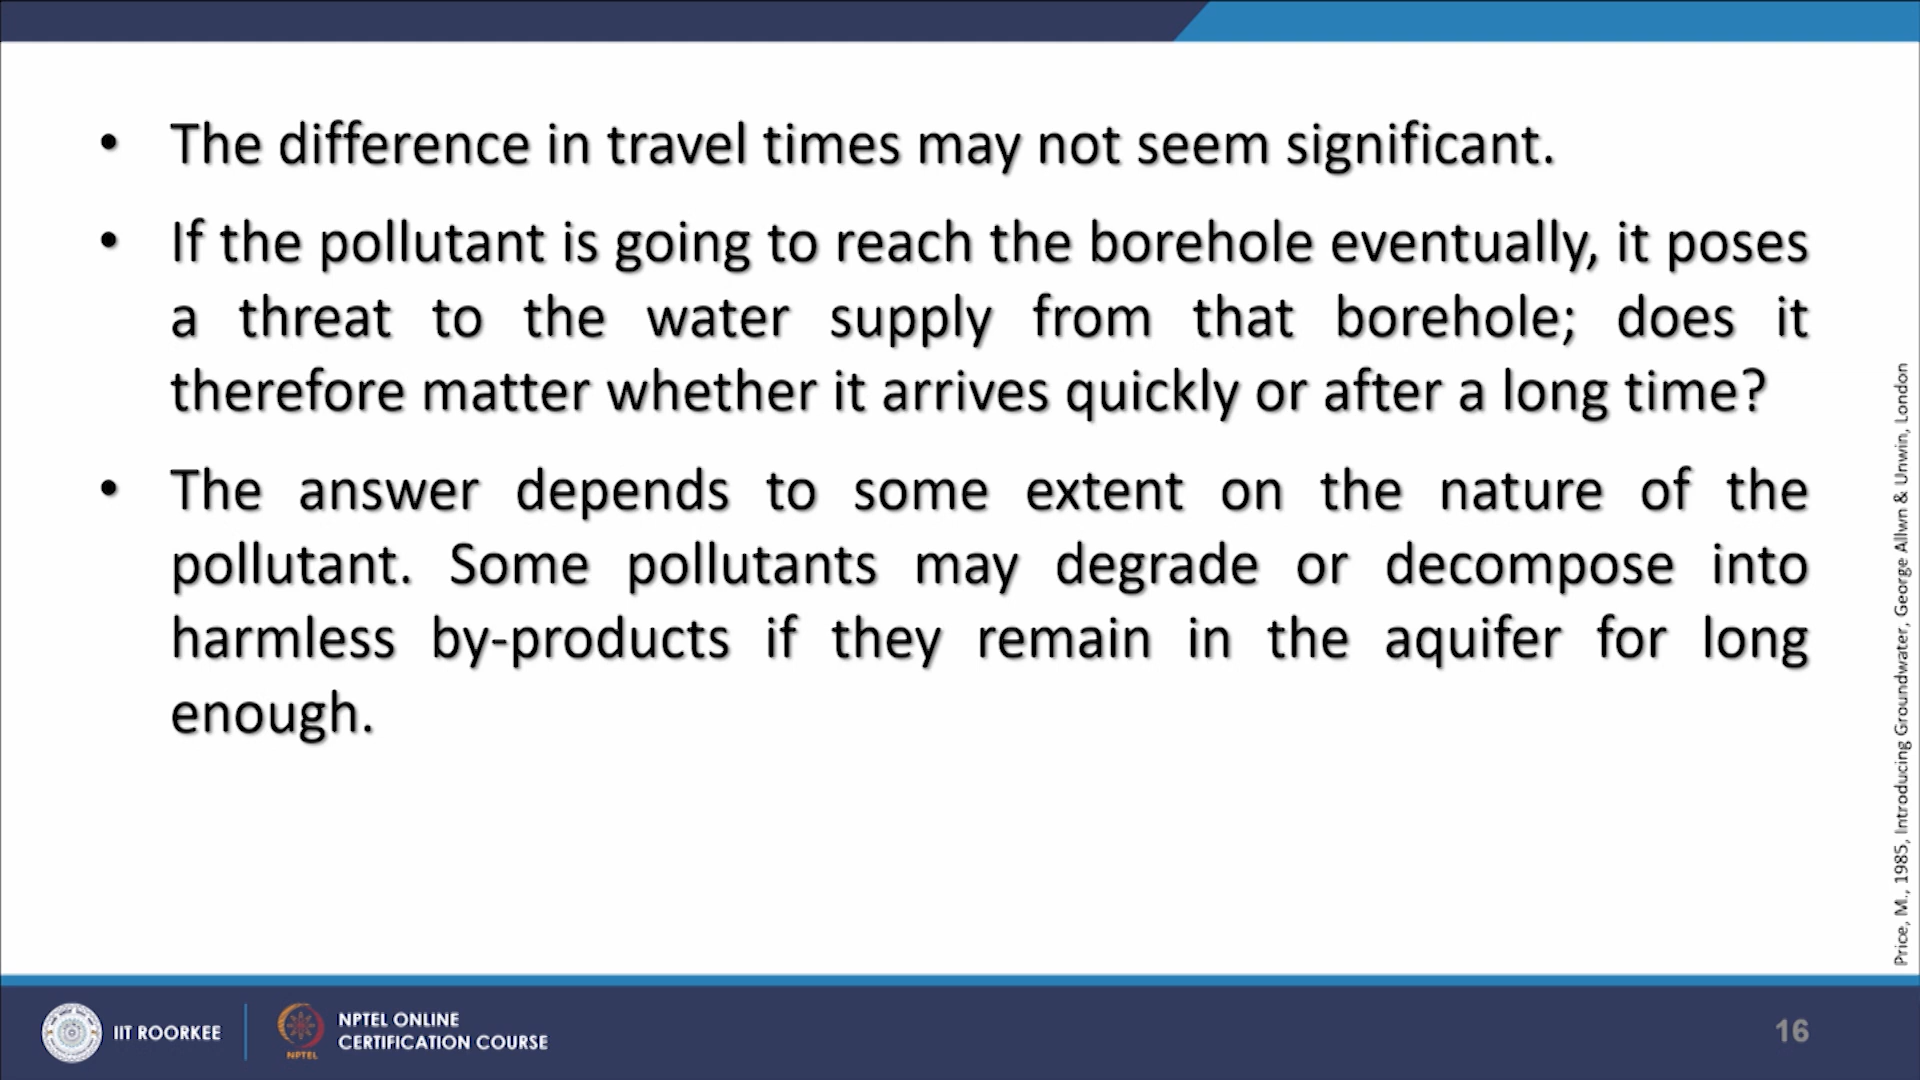 • The difference in travel times may not seem significant.
• If the pollutant is going to reach the borehole eventually, it poses
a threat to the water supply from that borehole; does it
therefore matter whether it arrives quickly or after a long time?
• The answer depends to some extent on the nature of the
pollutant. Some pollutants may degrade or decompose into
harmless by-products if they remain in the aquifer for long
enough.
Price, M., 1985, Introducing Groundwater, George Allwn & Unwin, London
IIT ROORKEE
NPTEL
NPTEL ONLINE
CERTIFICATION COURSE
16